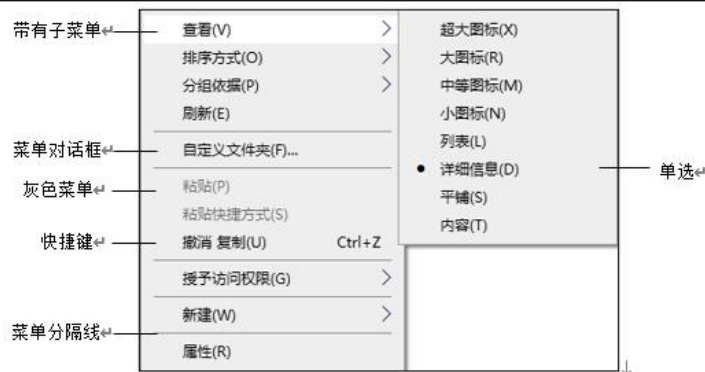 带有子菜单
查看(V)
超大图标(X)
排序方式(O)
大图标(R)
分组依据(P)
中等图标(M)
刷新(E)
小图标(N)
列表(L)
菜单对话框
自定义文件夹(F)...
详细信息(D)
单选
灰色菜单
粘贴(P)
平铺(S)
粘贴快捷方式(S)
内容(T)
快捷键
撤消 复制(U) Ctrl+Z
授予访问权限(G)
新建(W)
菜单分隔线
属性(R)